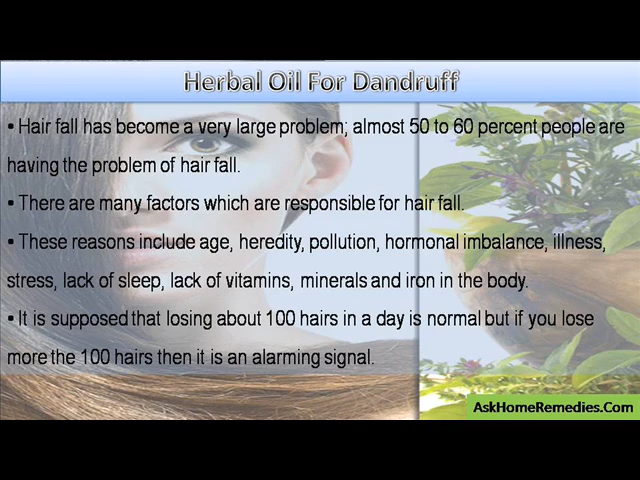 Herbal Oil For Dandruff
• Hair fall has become a very large problem; almost 50 to 60 percent people are
having the problem of hair fall.
• There are many factors which are responsible for hair fall.
• These reasons include age, heredity, pollution, hormonal imbalance, illness,
stress, lack of sleep, lack of vitamins, minerals and iron in the body.
• It is supposed that losing about 100 hairs in a day is normal but if you lose
more the 100 hairs then it is an alarming signal.
AskHomeRemedies.Com